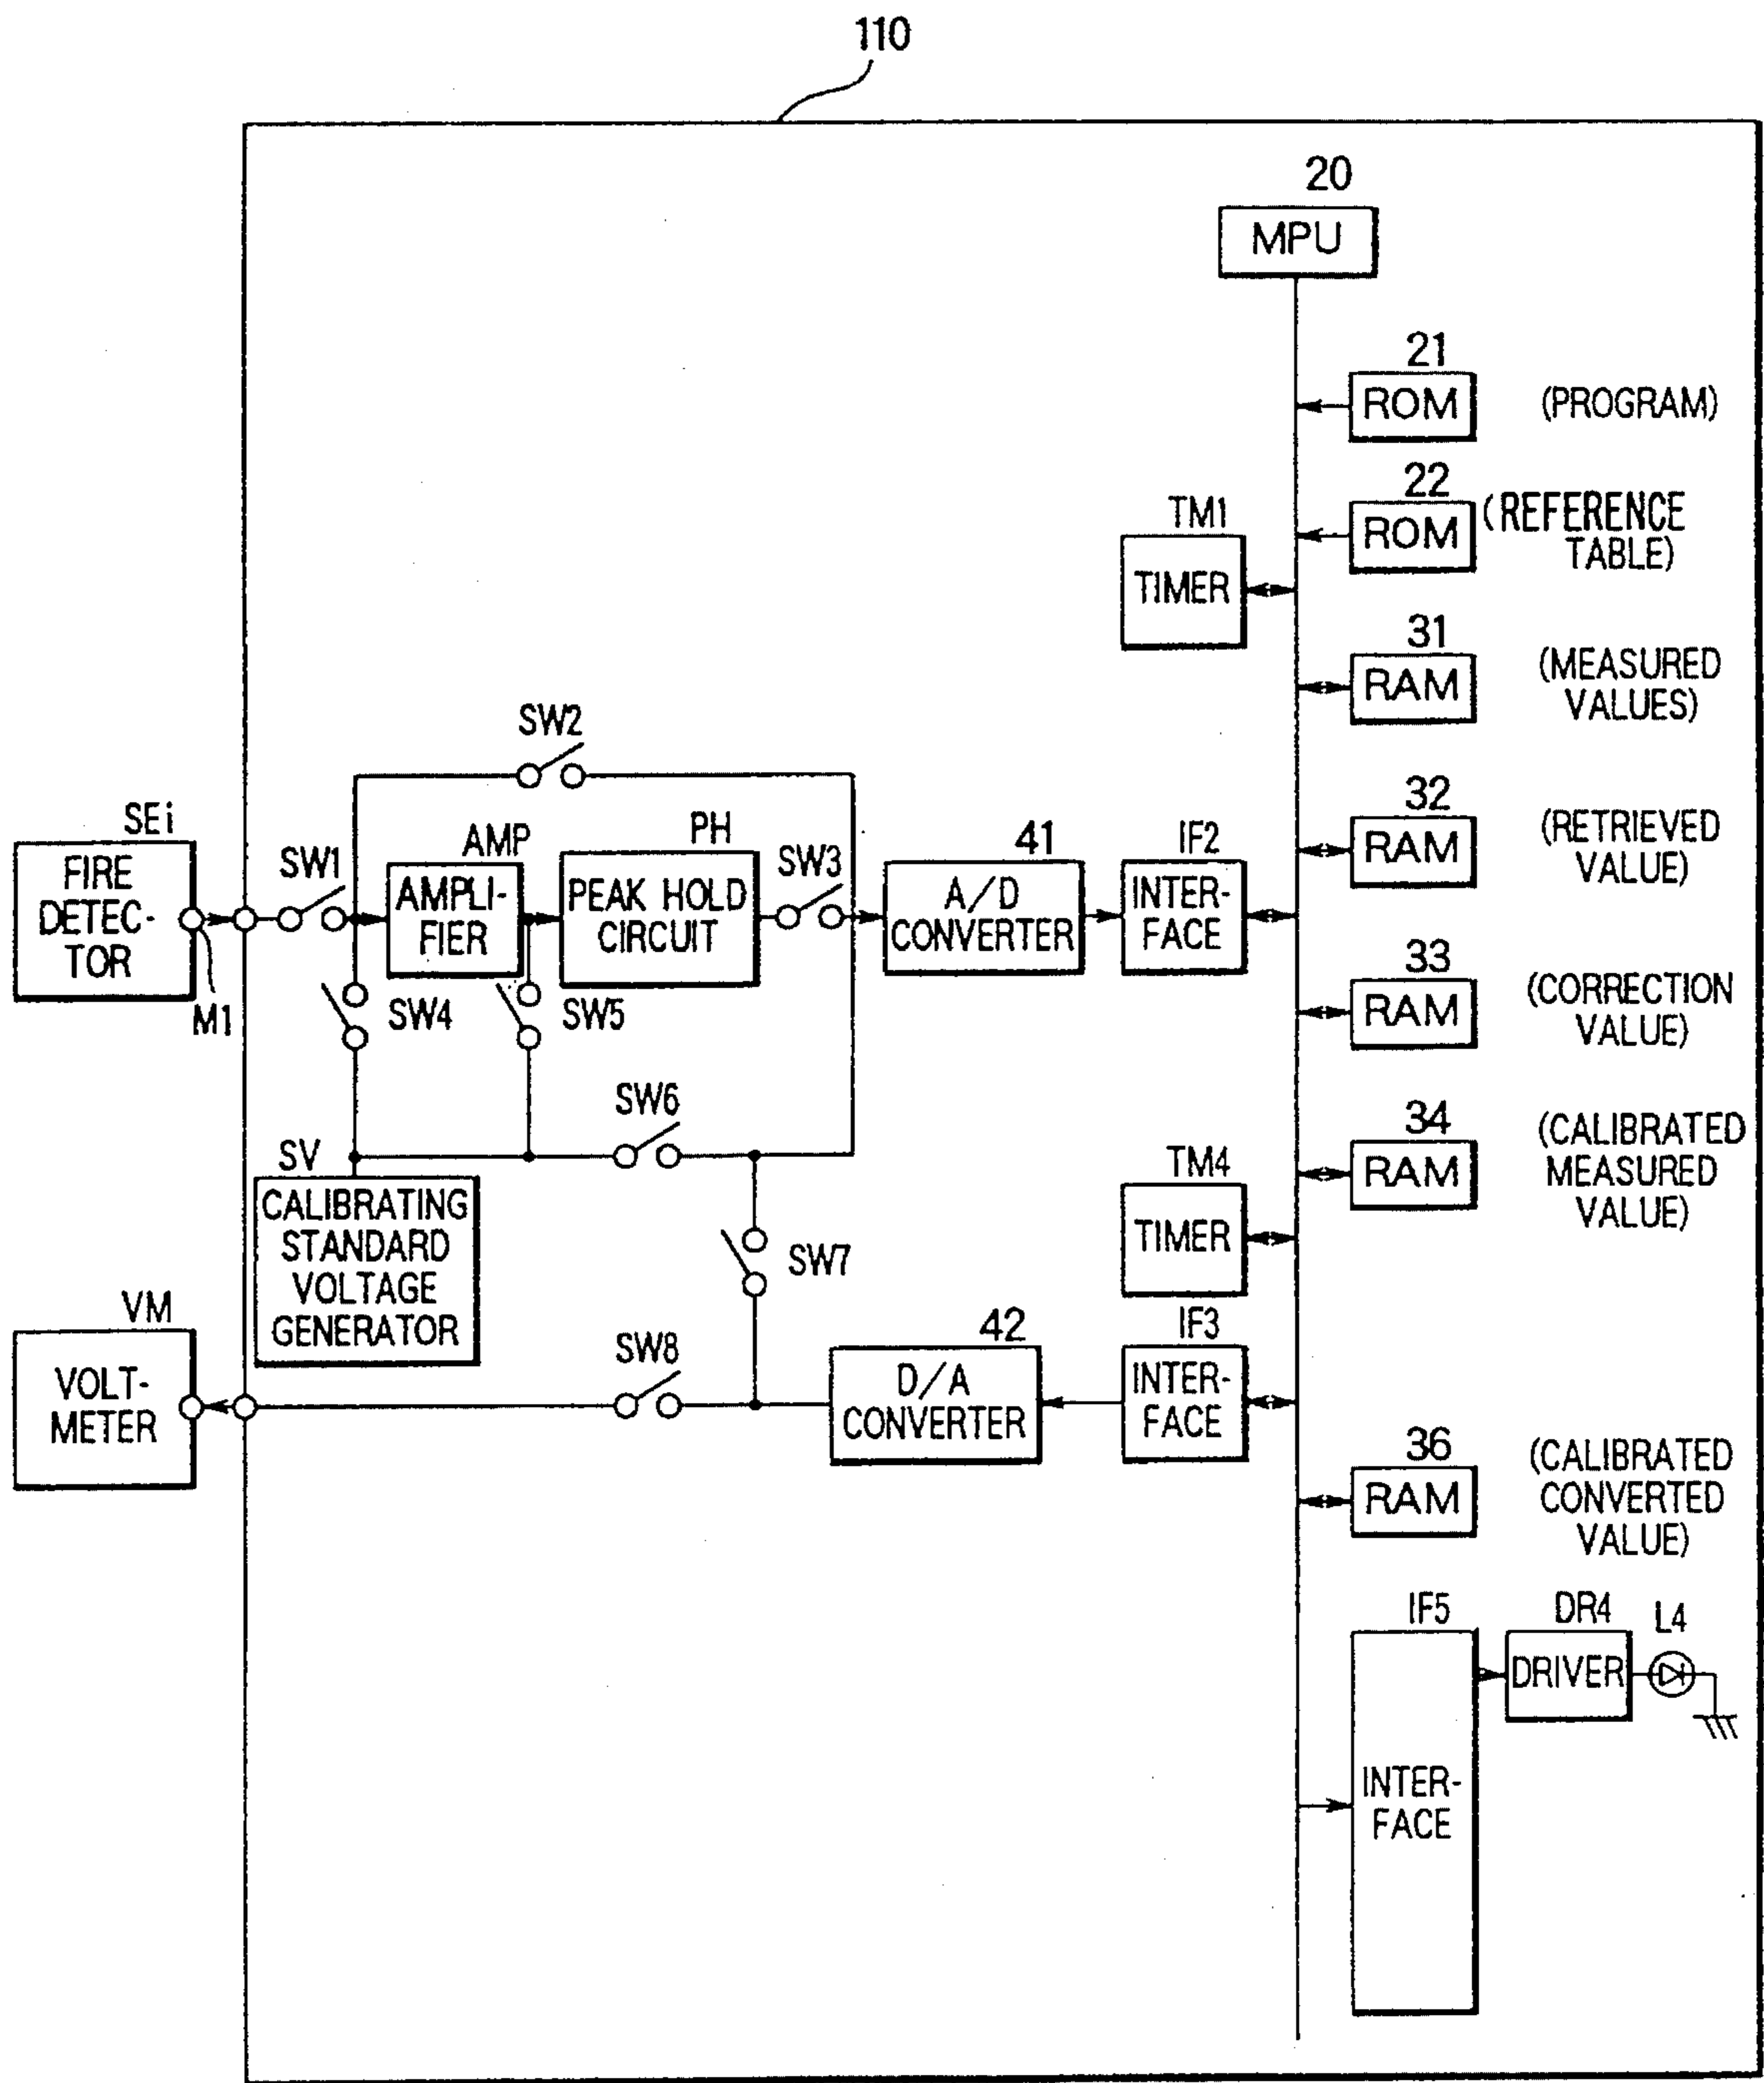 110
20
MPU
21
ROM
(PROGRAM)
22
ROM
(REFERENCE
TABLE)
TM1
TIMER
31
RAM
(MEASURED
VALUES)
SW2
32
RAM
(RETRIEVED
VALUE)
SEi
FIRE
DETEC-
TOR
M1
SW1
AMP
AMPLI-
FIER
PH
PEAK HOLD
CIRCUIT
SW3
41
A/D
CONVERTER
IF2
INTER-
FACE
33
RAM
(CORRECTION
VALUE)
SW4
SW5
SW6
34
RAM
(CALIBRATED
MEASURED
VALUE)
SV
CALIBRATING
STANDARD
VOLTAGE
GENERATOR
SW7
TM4
TIMER
VM
VOLT-
METER
SW8
42
D/A
CONVERTER
IF3
INTER-
FACE
36
RAM
(CALIBRATED
CONVERTED
VALUE)
IF5
INTER-
FACE
DR4
DRIVER
L4